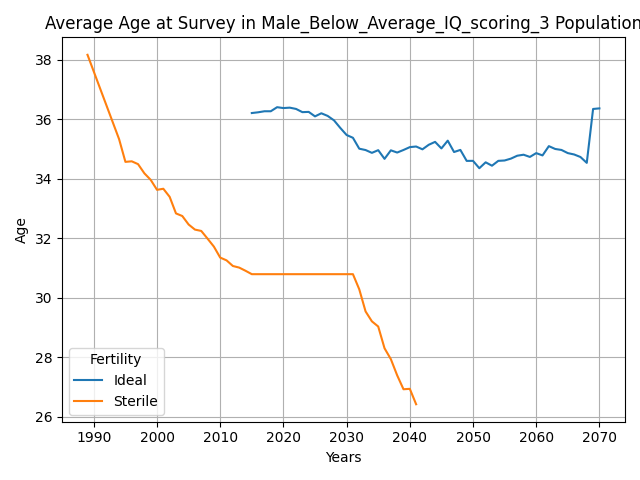 Average Age at Survey in Male_Below_Average_IQ_scoring_3 Population
38
36
34
32
30
28
26
Age
Fertility
Ideal
Sterile
1990 2000 2010 2020 2030 2040 2050 2060 2070
Years